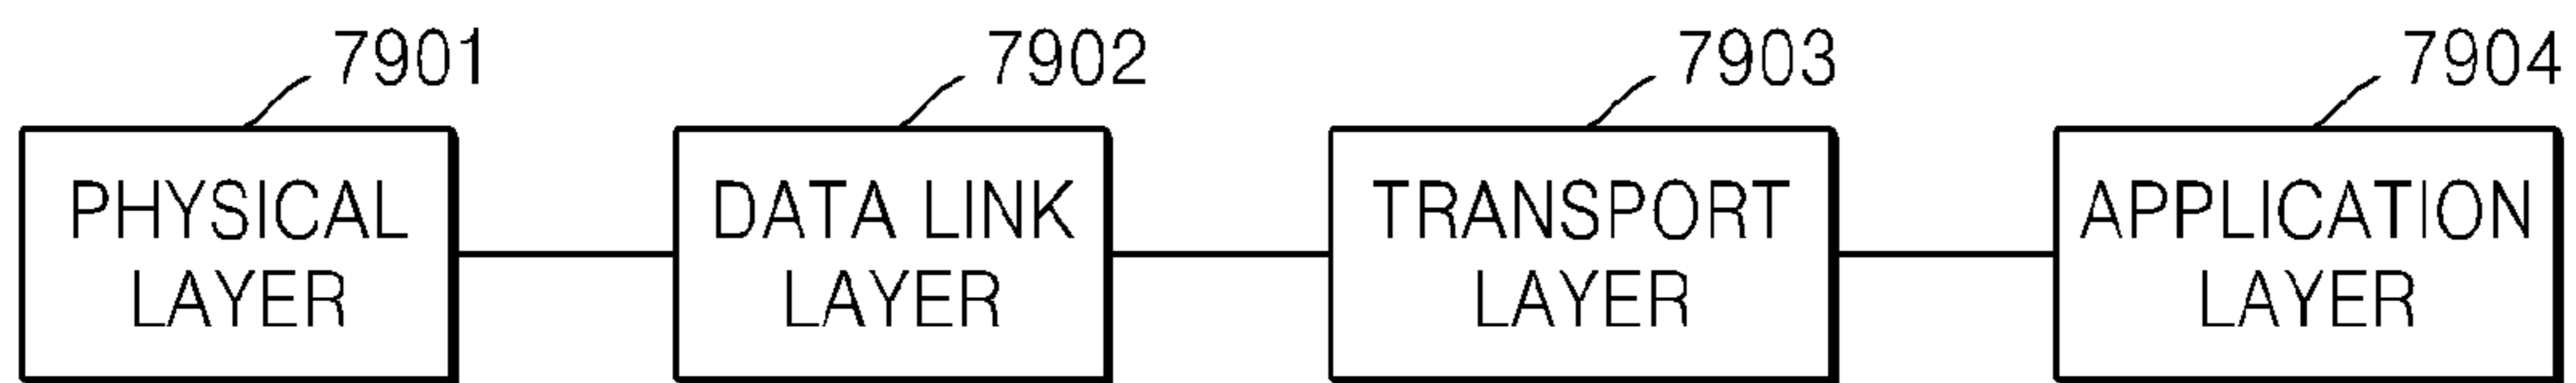 7901 7902 7903 7904
PHYSICAL LAYER
DATA LINK LAYER
TRANSPORT LAYER
APPLICATION LAYER